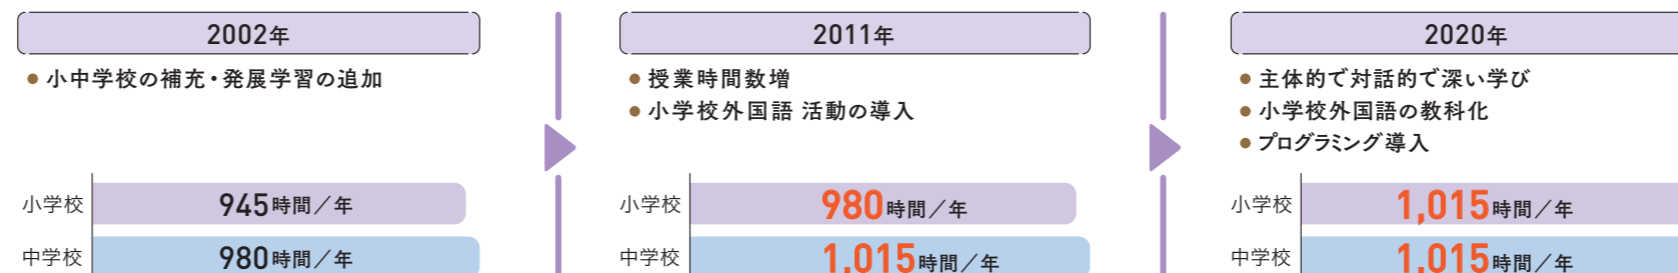 2002年
● 小中学校の補充・発展学習の追加
小学校 945時間／年
中学校 980時間／年
2011年
● 授業時間数増
● 小学校外国語 活動の導入
小学校 980時間／年
中学校 1,015時間／年
2020年
● 主体的で対話的で深い学び
● 小学校外国語の教科化
● プログラミング導入
小学校 1,015時間／年
中学校 1,015時間／年